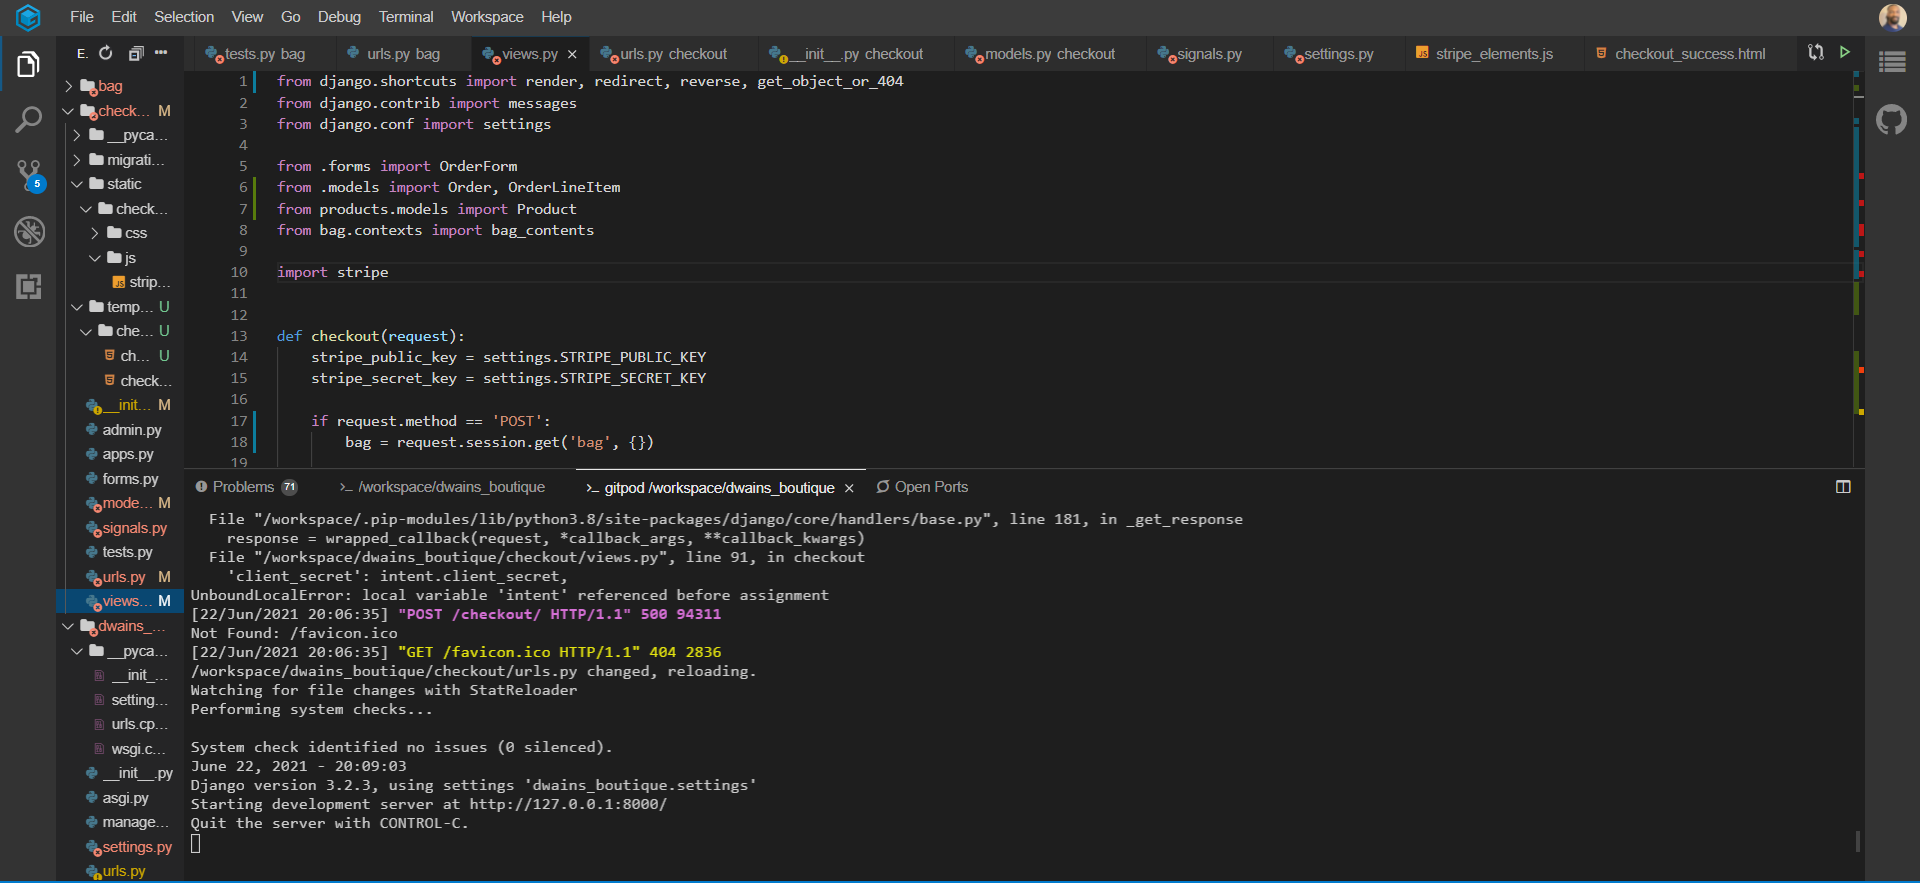 File Edit Selection View Go Debug Terminal Workspace Help
E.
tests.py bag
urls.py bag
views.py
urls.py checkout
__init__.py checkout
models.py checkout
signals.py
settings.py
stripe_elements.js
checkout_success.html
bag
check... M
__pyca...
migrati...
static
check...
css
js
strip...
temp... U
che... U
ch... U
check...
__init... M
admin.py
apps.py
forms.py
mode... M
signals.py
tests.py
urls.py M
views... M
dwains_...
__pyca...
__init_...
setting...
urls.cp...
wsgi.c...
__init__.py
asgi.py
manage...
settings.py
urls.py
5
1 from django.shortcuts import render, redirect, reverse, get_object_or_404
2 from django.contrib import messages
3 from django.conf import settings
4
5 from .forms import OrderForm
6 from .models import Order, OrderLineItem
7 from products.models import Product
8 from bag.contexts import bag_contents
9
10 import stripe
11
12
13 def checkout(request):
14 stripe_public_key = settings.STRIPE_PUBLIC_KEY
15 stripe_secret_key = settings.STRIPE_SECRET_KEY
16
17 if request.method == 'POST':
18 bag = request.session.get('bag', {})
19
Problems 71 >_ /workspace/dwains_boutique >_ gitpod /workspace/dwains_boutique Open Ports
File "/workspace/.pip-modules/lib/python3.8/site-packages/django/core/handlers/base.py", line 181, in _get_response
response = wrapped_callback(request, *callback_args, **callback_kwargs)
File "/workspace/dwains_boutique/checkout/views.py", line 91, in checkout
'client_secret': intent.client_secret,
UnboundLocalError: local variable 'intent' referenced before assignment
[22/Jun/2021 20:06:35] "POST /checkout/ HTTP/1.1" 500 94311
Not Found: /favicon.ico
[22/Jun/2021 20:06:35] "GET /favicon.ico HTTP/1.1" 404 2836
/workspace/dwains_boutique/checkout/urls.py changed, reloading.
Watching for file changes with StatReloader
Performing system checks...
System check identified no issues (0 silenced).
June 22, 2021 - 20:09:03
Django version 3.2.3, using settings 'dwains_boutique.settings'
Starting development server at http://127.0.0.1:8000/
Quit the server with CONTROL-C.